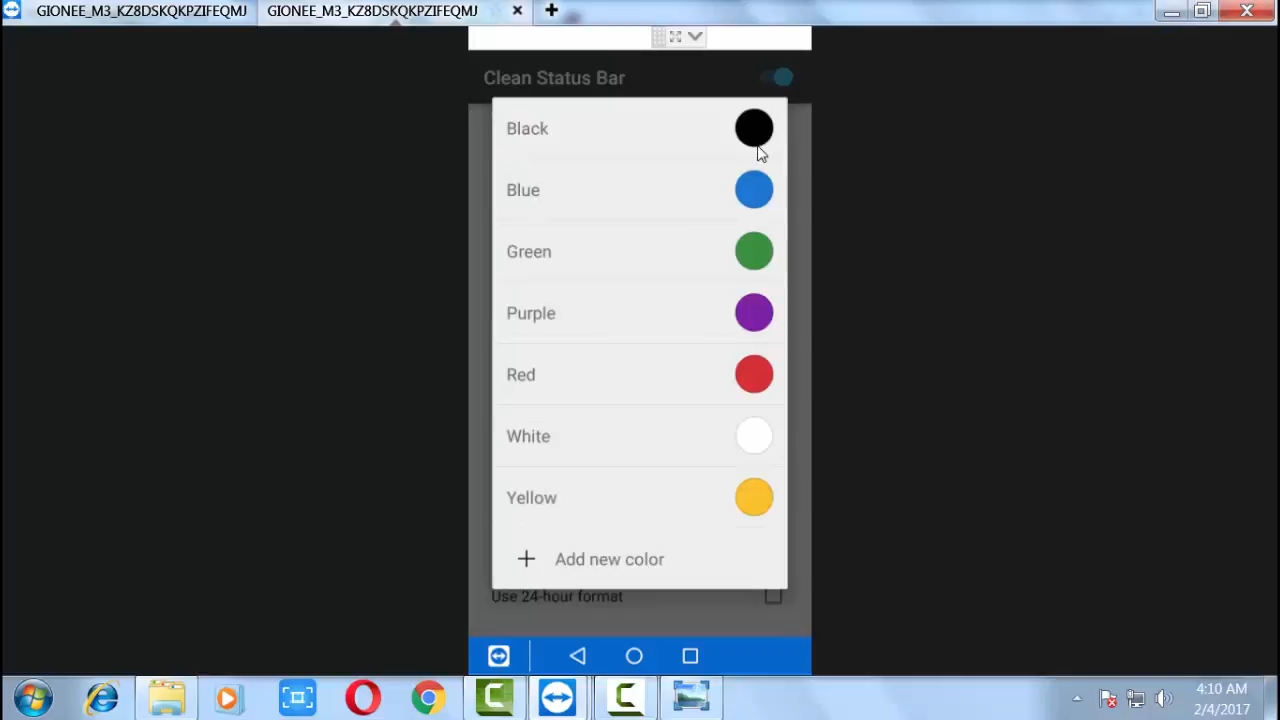 GIONEE_M3_KZ8DSKQKPZIFEQMJ
GIONEE_M3_KZ8DSKQKPZIFEQMJ
Clean Status Bar
Black
Blue
Green
Purple
Red
White
Yellow
+ Add new color
Use 24-hour format
4:10 AM
2/4/2017